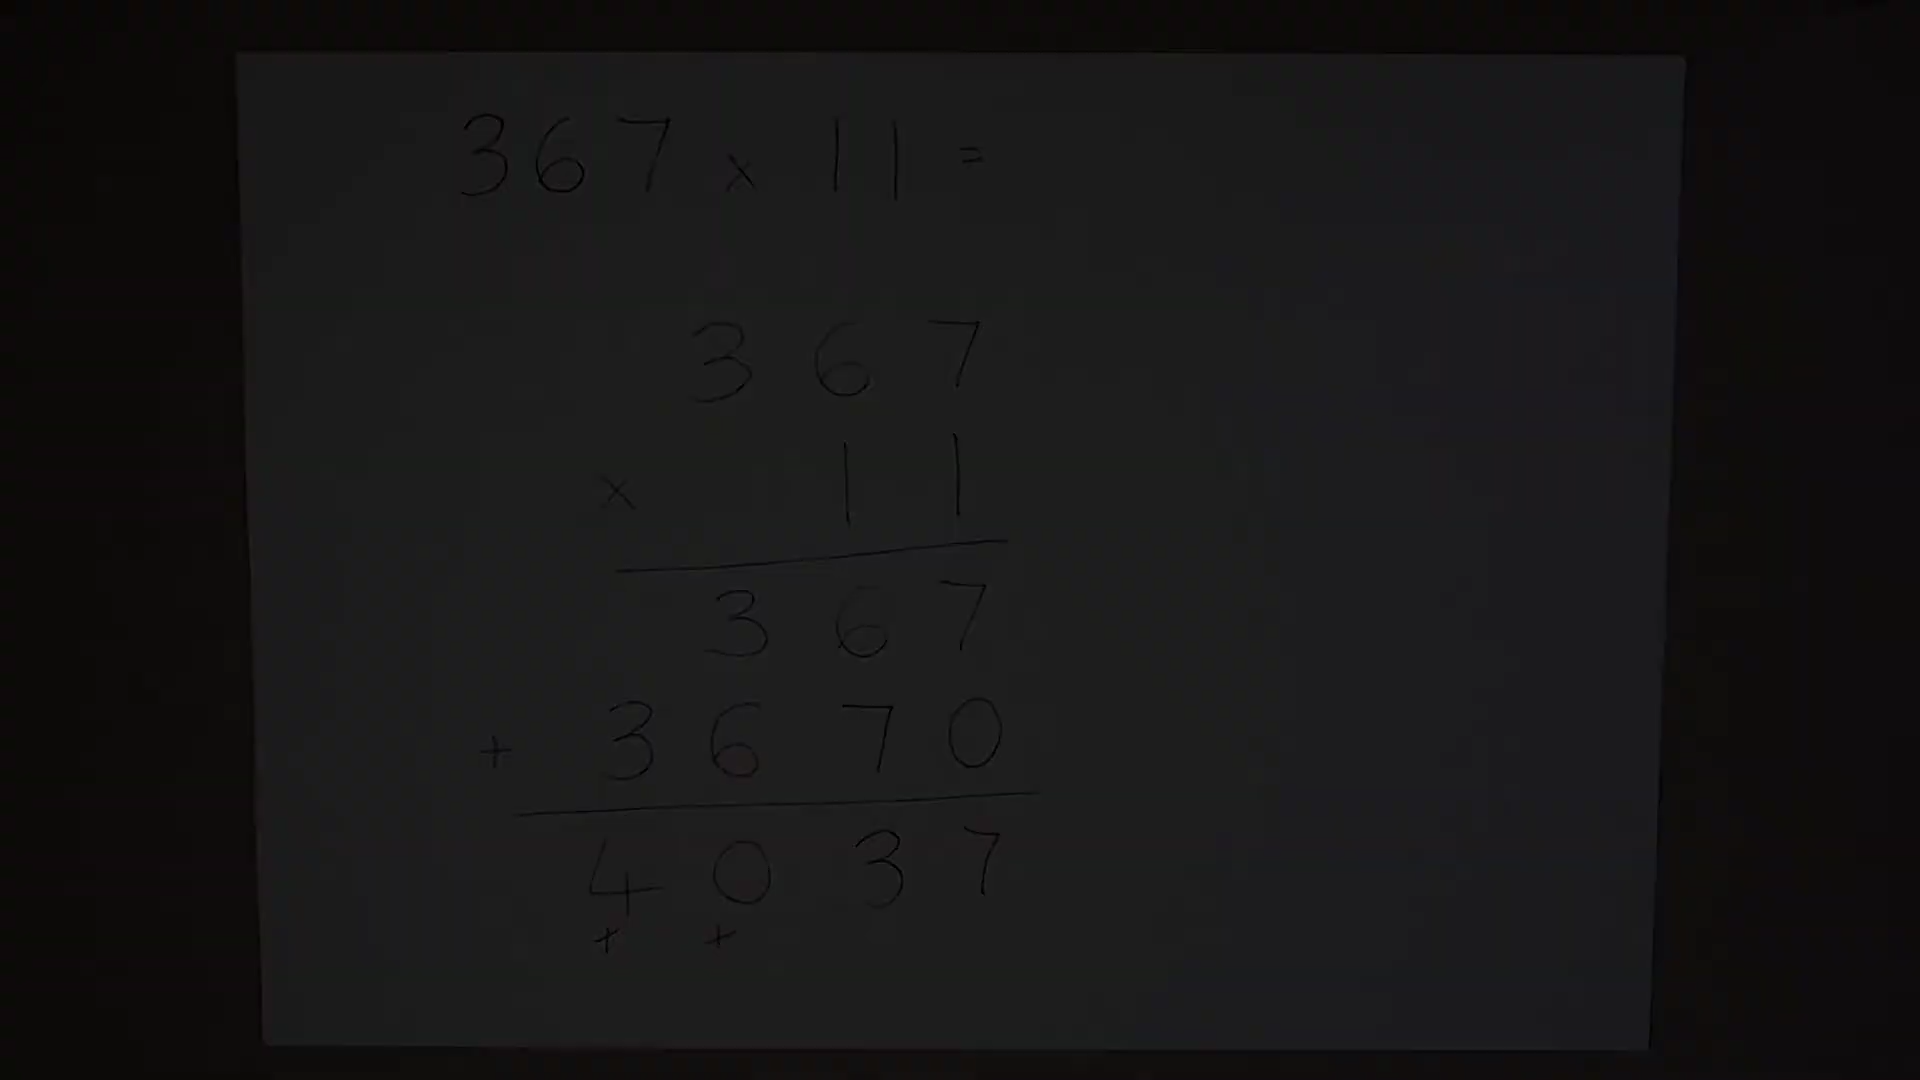 367 x 11 =
367
x 11
367
+ 3670
4037
+ +